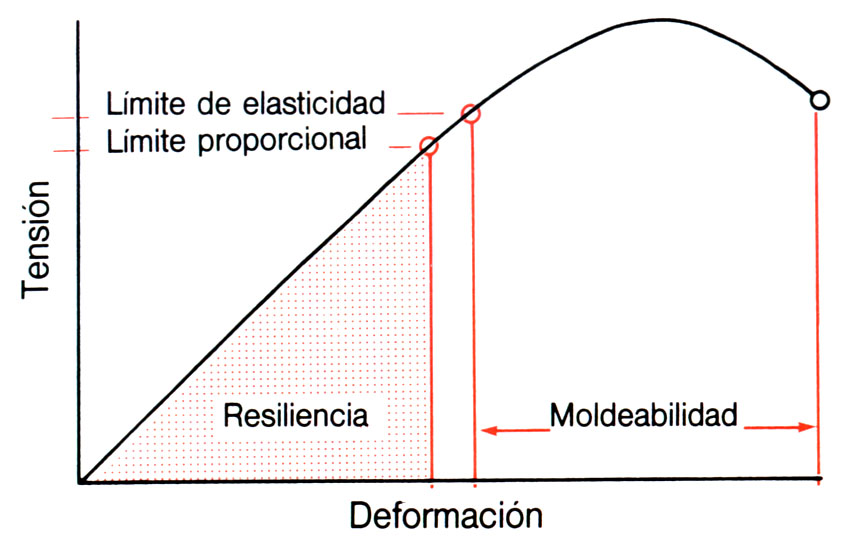 Límite de elasticidad
Límite proporcional
Tensión
Resiliencia
Moldeabilidad
Deformación